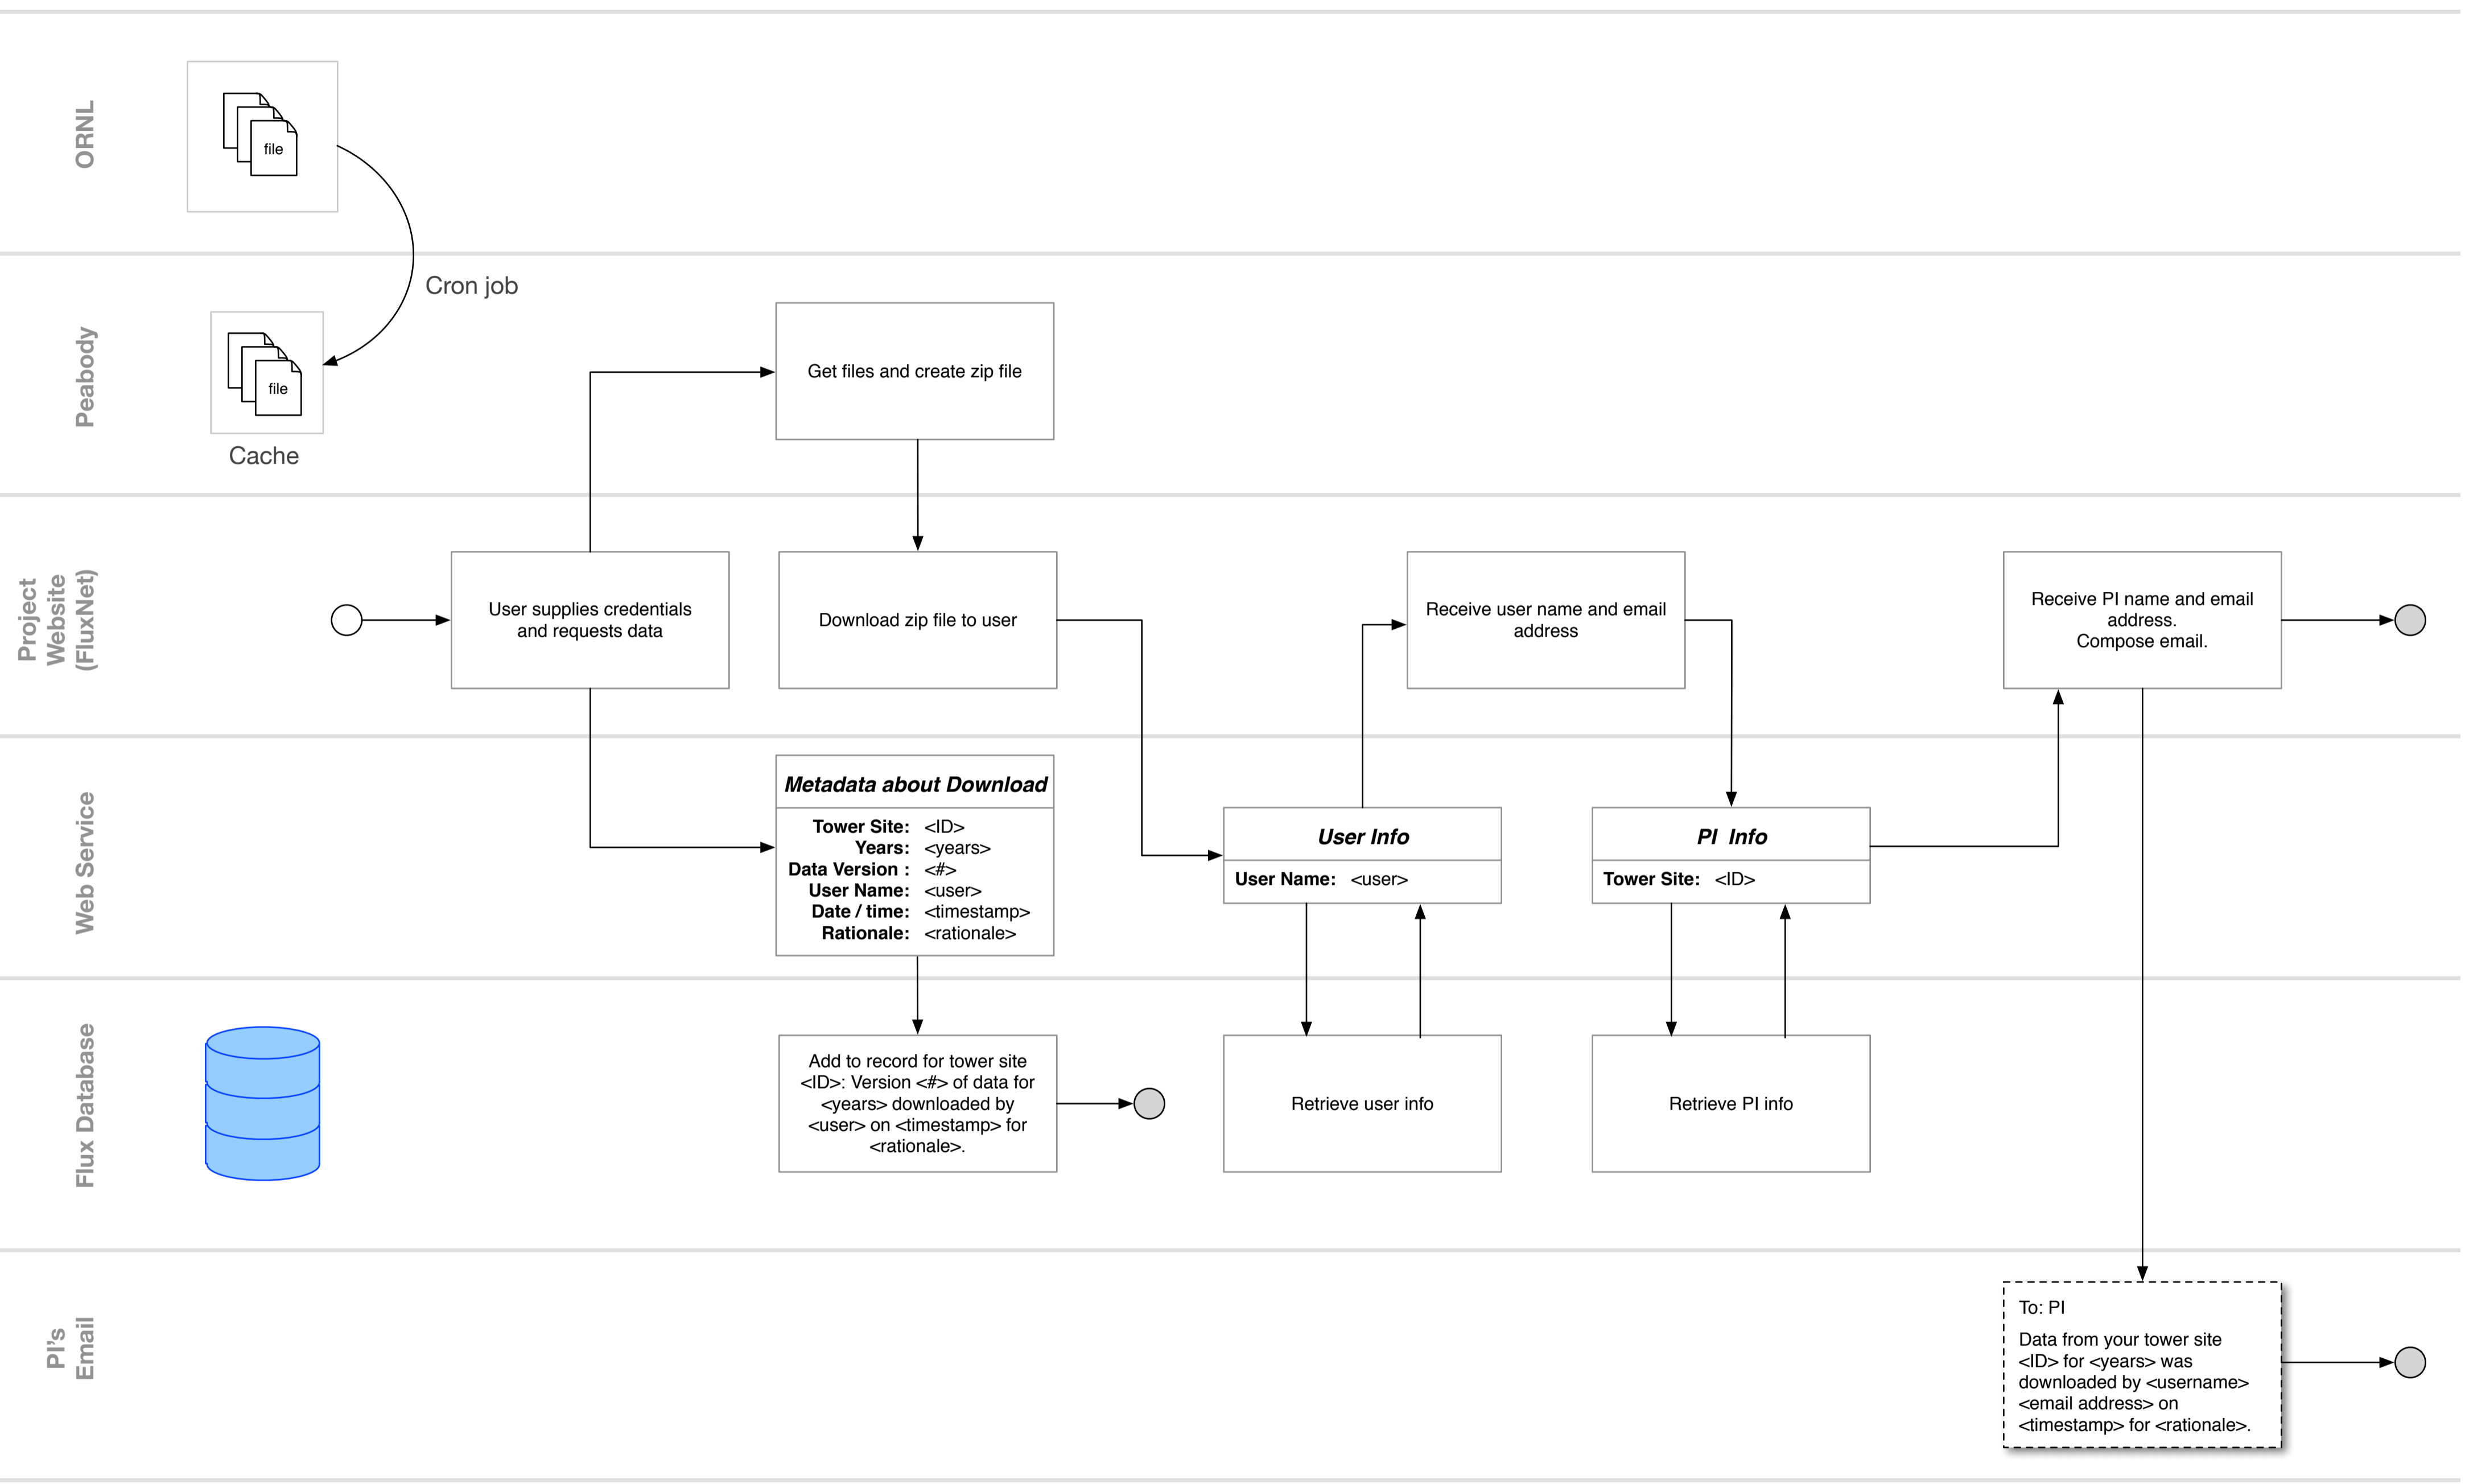 ORNL
file
Cron job
Peabody
file
Cache
Get files and create zip file
Project
Website
(FluxNet)
User supplies credentials
and requests data
Download zip file to user
Receive user name and email
address
Receive PI name and email
address.
Compose email.
Web Service
Metadata about Download
Tower Site: <ID>
Years: <years>
Data Version : <#>
User Name: <user>
Date / time: <timestamp>
Rationale: <rationale>
User Info
User Name: <user>
PI Info
Tower Site: <ID>
Flux Database
Add to record for tower site
<ID>: Version <#> of data for
<years> downloaded by
<user> on <timestamp> for
<rationale>.
Retrieve user info
Retrieve PI info
PI's
Email
To: PI
Data from your tower site
<ID> for <years> was
downloaded by <username>
<email address> on
<timestamp> for <rationale>.